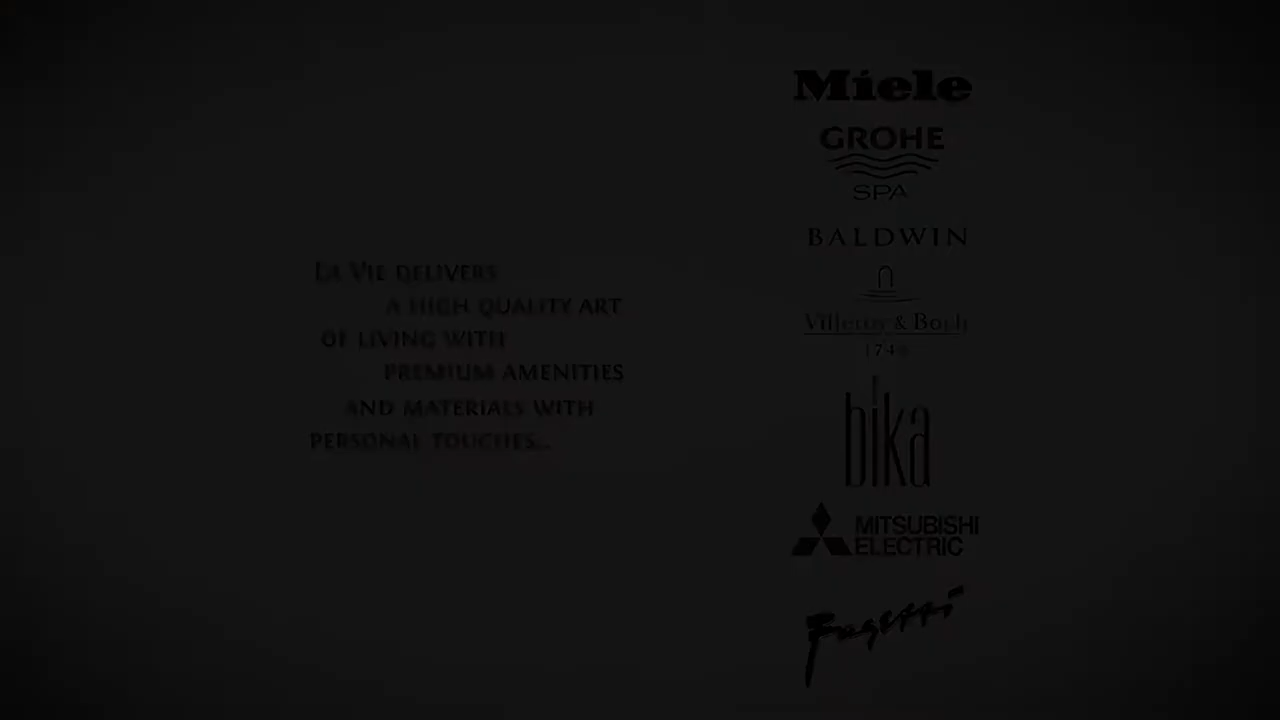 La Vie delivers
a high quality art
of living with
premium amenities
and materials with
personal touches...
Miele
GROHE
SPA
BALDWIN
Villeroy & Boch
1748
bika
MITSUBISHI
ELECTRIC
Fagetti